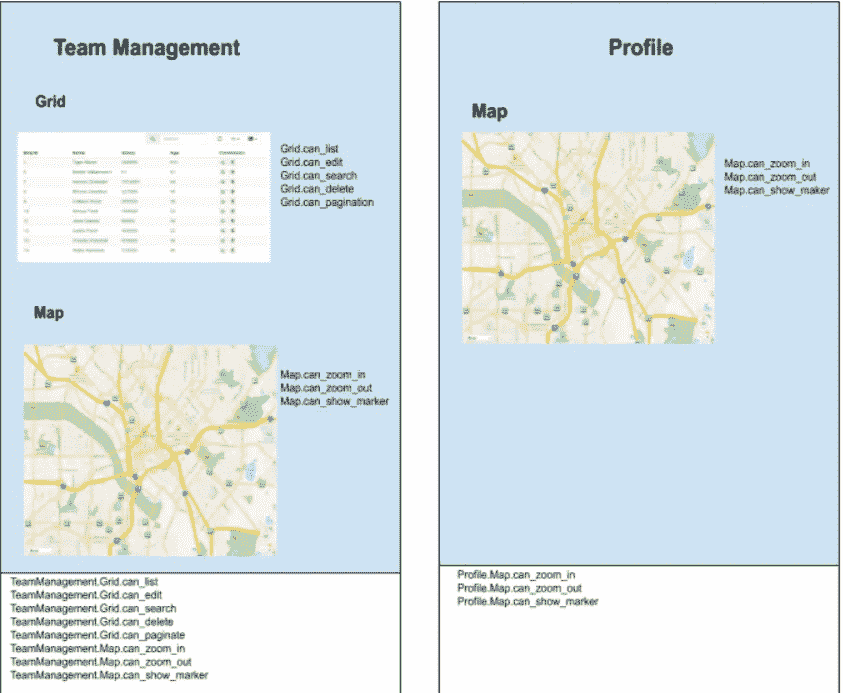 Team Management
Grid
Grid.can_list
Grid.can_edit
Grid.can_search
Grid.can_delete
Grid.can_pagination
Map
Map.can_zoom_in
Map.can_zoom_out
Map.can_show_marker
TeamManagement.Grid.can_list
TeamManagement.Grid.can_edit
TeamManagement.Grid.can_search
TeamManagement.Grid.can_delete
TeamManagement.Grid.can_paginate
TeamManagement.Map.can_zoom_in
TeamManagement.Map.can_zoom_out
TeamManagement.Map.can_show_marker
Profile
Map
Map.can_zoom_in
Map.can_zoom_out
Map.can_show_maker
Profile.Map.can_zoom_in
Profile.Map.can_zoom_out
Profile.Map.can_show_marker